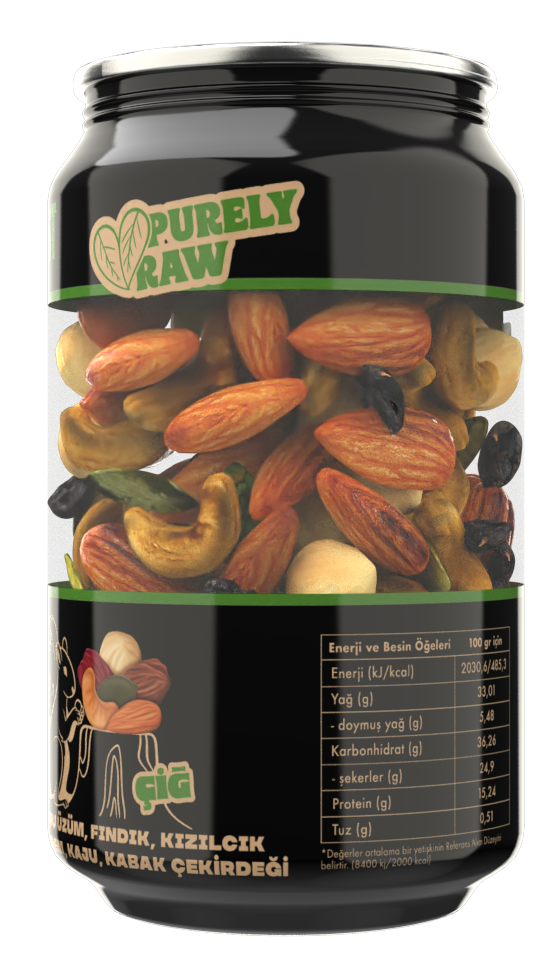 PURELY
RAW
Enerji ve Besin Öğeleri 100 gr için
Enerji (kJ/kcal) 2030,6/485,3
Yağ (g) 33,01
- doymuş yağ (g) 5,48
Karbonhidrat (g) 36,26
- şekerler (g) 24,9
Protein (g) 15,24
Tuz (g) 0,51
*Değerler ortalama bir yetişkinin Referans Alım Düzeyini
belirtir. (8400 kj/2000 kcal)
ÇİĞ
ÜZÜM, FINDIK, KIZILCIK
KAJU, KABAK ÇEKİRDEĞİ